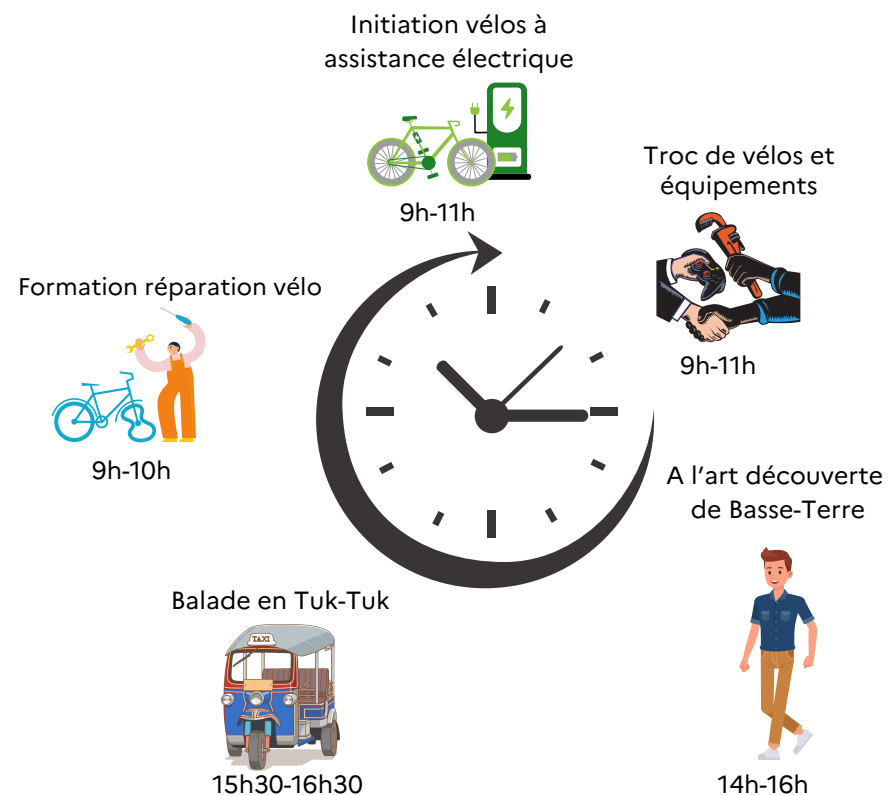 Initiation vélos à
assistance électrique
9h-11h
Troc de vélos et
équipements
9h-11h
Formation réparation vélo
9h-10h
A l'art découverte
de Basse-Terre
14h-16h
Balade en Tuk-Tuk
TAXI
15h30-16h30